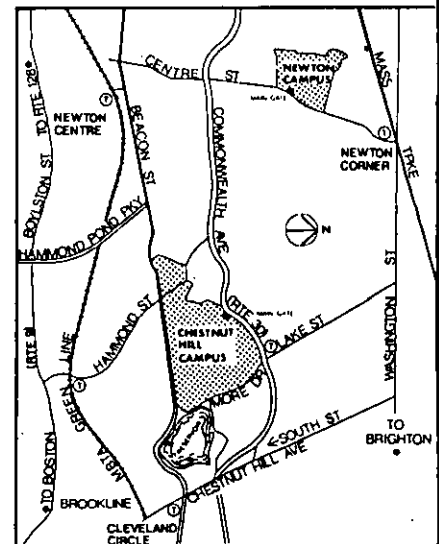 CENTRE ST
NEWTON
CAMPUS
MAIN GATE
MASS
TPKE
TO RTE 128
BOYLSTON ST
NEWTON
CENTRE
T
BEACON ST
COMMONWEALTH AVE
T
NEWTON
CORNER
HAMMOND POND PKY
N
WASHINGTON ST
HAMMOND ST
(RTE 30)
MAIN GATE
LAKE ST
T
CHESTNUT
HILL
CAMPUS
(RTE 9)
MBTA GREEN LINE
T
MORE DR
SOUTH ST
CHESTNUT HILL AVE
TO
BRIGHTON
TO BOSTON
BROOKLINE
T
CLEVELAND
CIRCLE